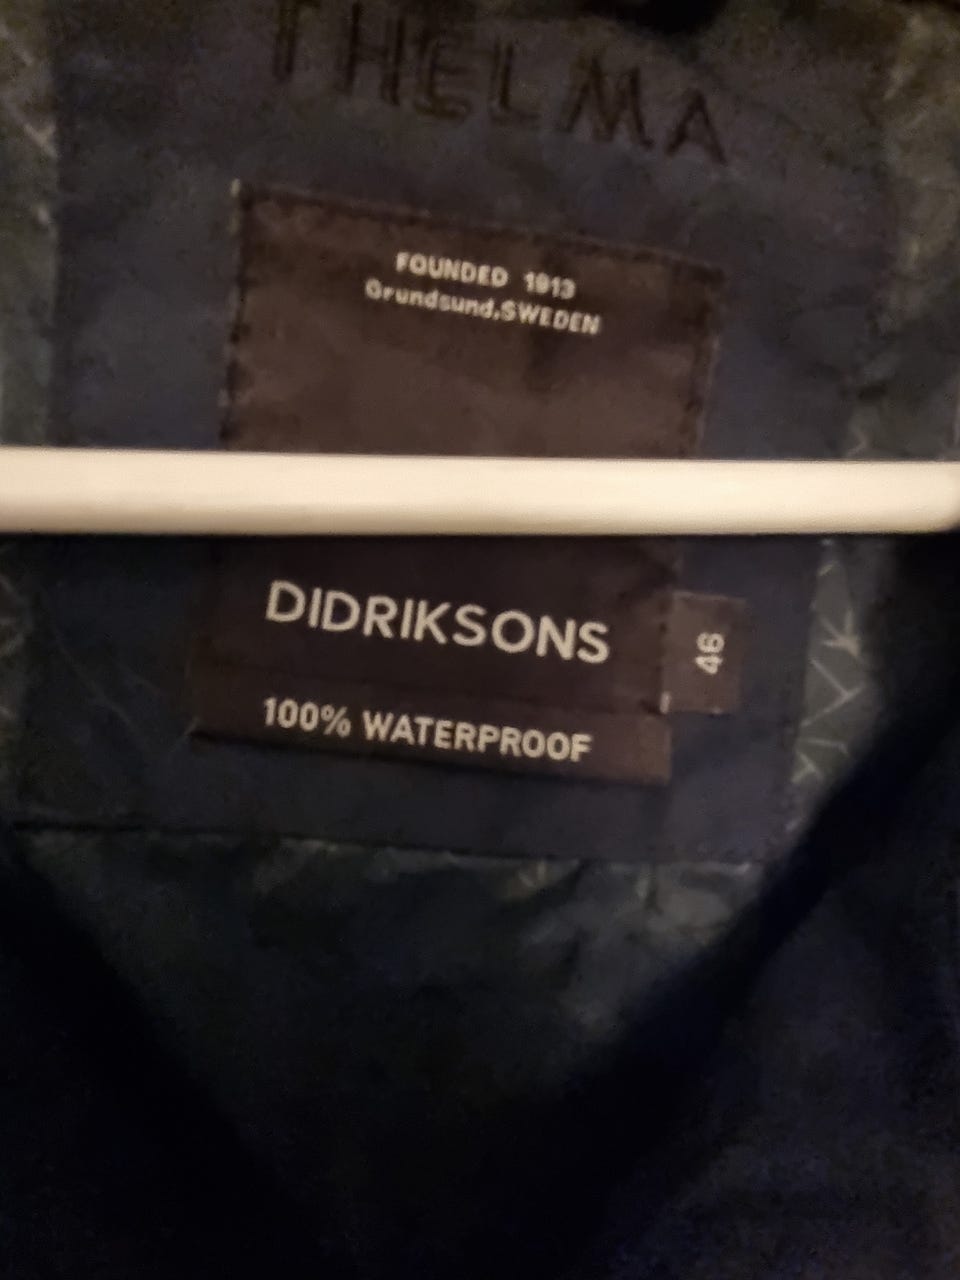 THELMA
FOUNDED 1913
Grundsund, SWEDEN
DIDRIKSONS
46
100% WATERPROOF